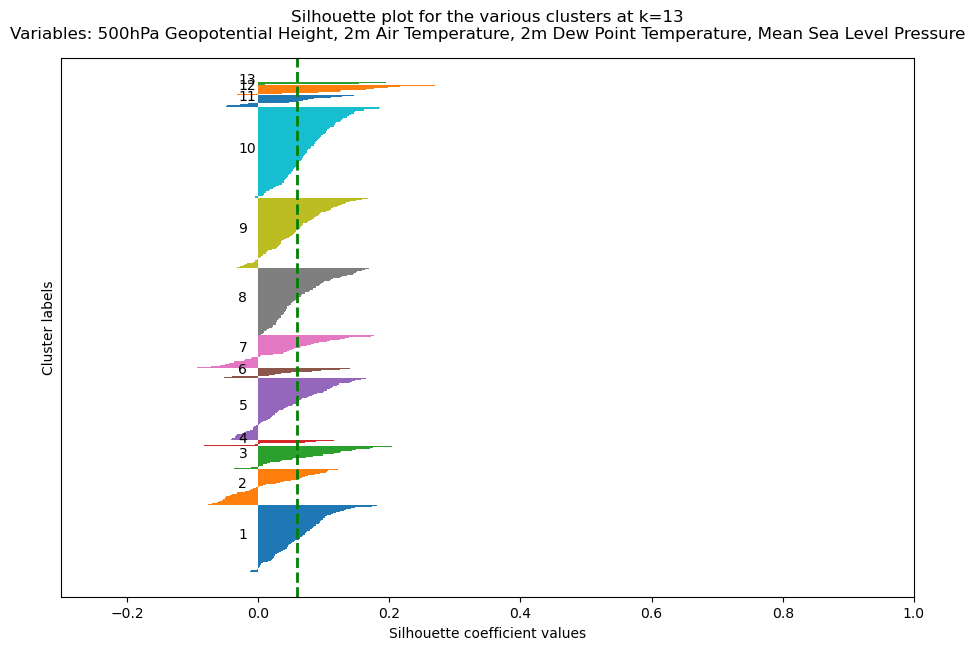 Silhouette plot for the various clusters at k=13
Variables: 500hPa Geopotential Height, 2m Air Temperature, 2m Dew Point Temperature, Mean Sea Level Pressure
Cluster labels
13
12
11
10
9
8
7
6
5
4
3
2
1
−0.2 0.0 0.2 0.4 0.6 0.8 1.0
Silhouette coefficient values